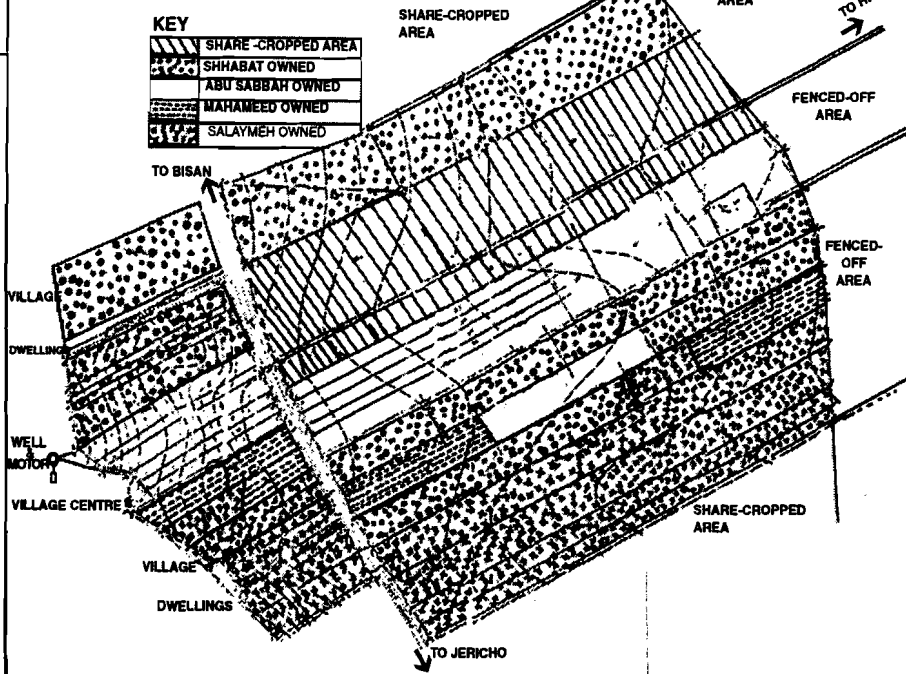 SHARE-CROPPED
AREA
AREA
TO
KEY
SHARE-CROPPED AREA
SHHABAT OWNED
ABU SABBAH OWNED
MAHAMEED OWNED
SALAYMEH OWNED
FENCED-OFF
AREA
TO BISAN
FENCED-
OFF
AREA
VILLAGE
DWELLINGS
WELL
&
MOTOR
VILLAGE CENTRE
SHARE-CROPPED
AREA
VILLAGE
DWELLINGS
TO JERICHO